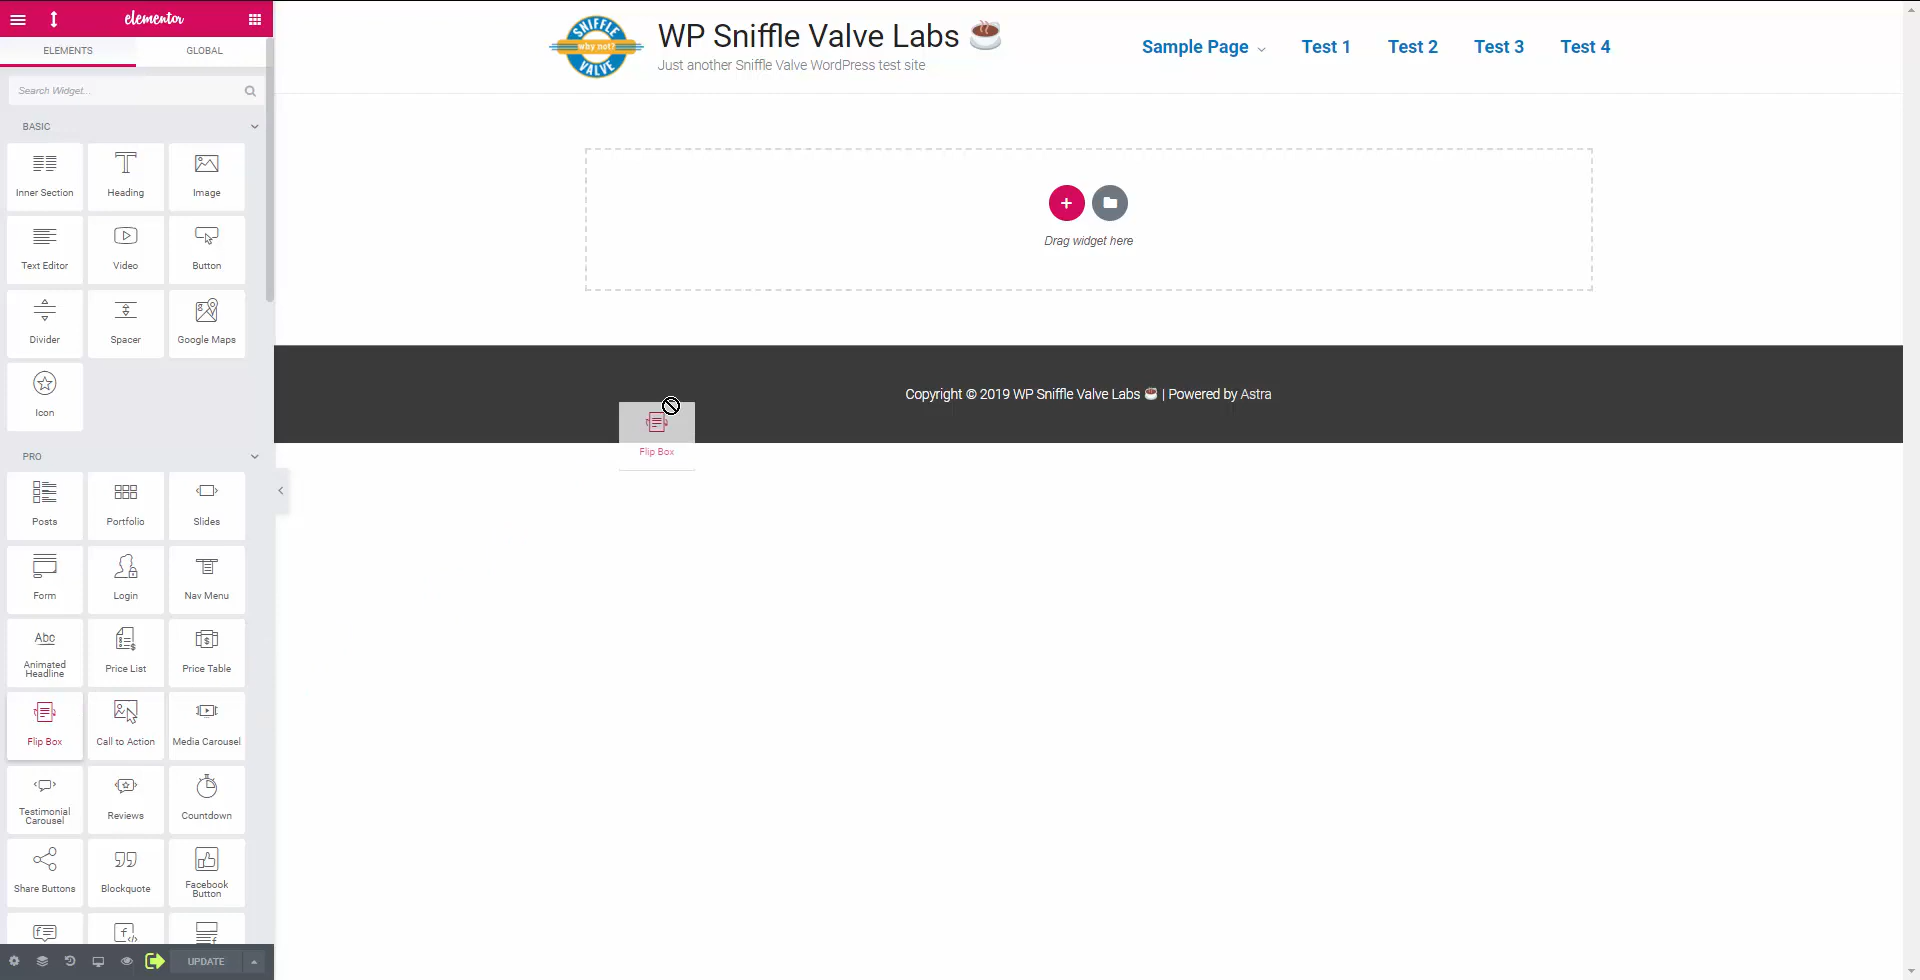 elementor
ELEMENTS
GLOBAL
Search Widget...
BASIC
Inner Section
Heading
Image
Text Editor
Video
Button
Divider
Spacer
Google Maps
Icon
PRO
Posts
Portfolio
Slides
Form
Login
Nav Menu
Abc
Animated
Headline
Price List
Price Table
Flip Box
Call to Action
Media Carousel
Testimonial
Carousel
Reviews
Countdown
Share Buttons
Blockquote
Facebook
Button
UPDATE
SNIFFLE
why not?
VALVE
WP Sniffle Valve Labs ☕
Just another Sniffle Valve WordPress test site
Sample Page
Test 1
Test 2
Test 3
Test 4
Drag widget here
Copyright © 2019 WP Sniffle Valve Labs ☕ | Powered by Astra
Flip Box